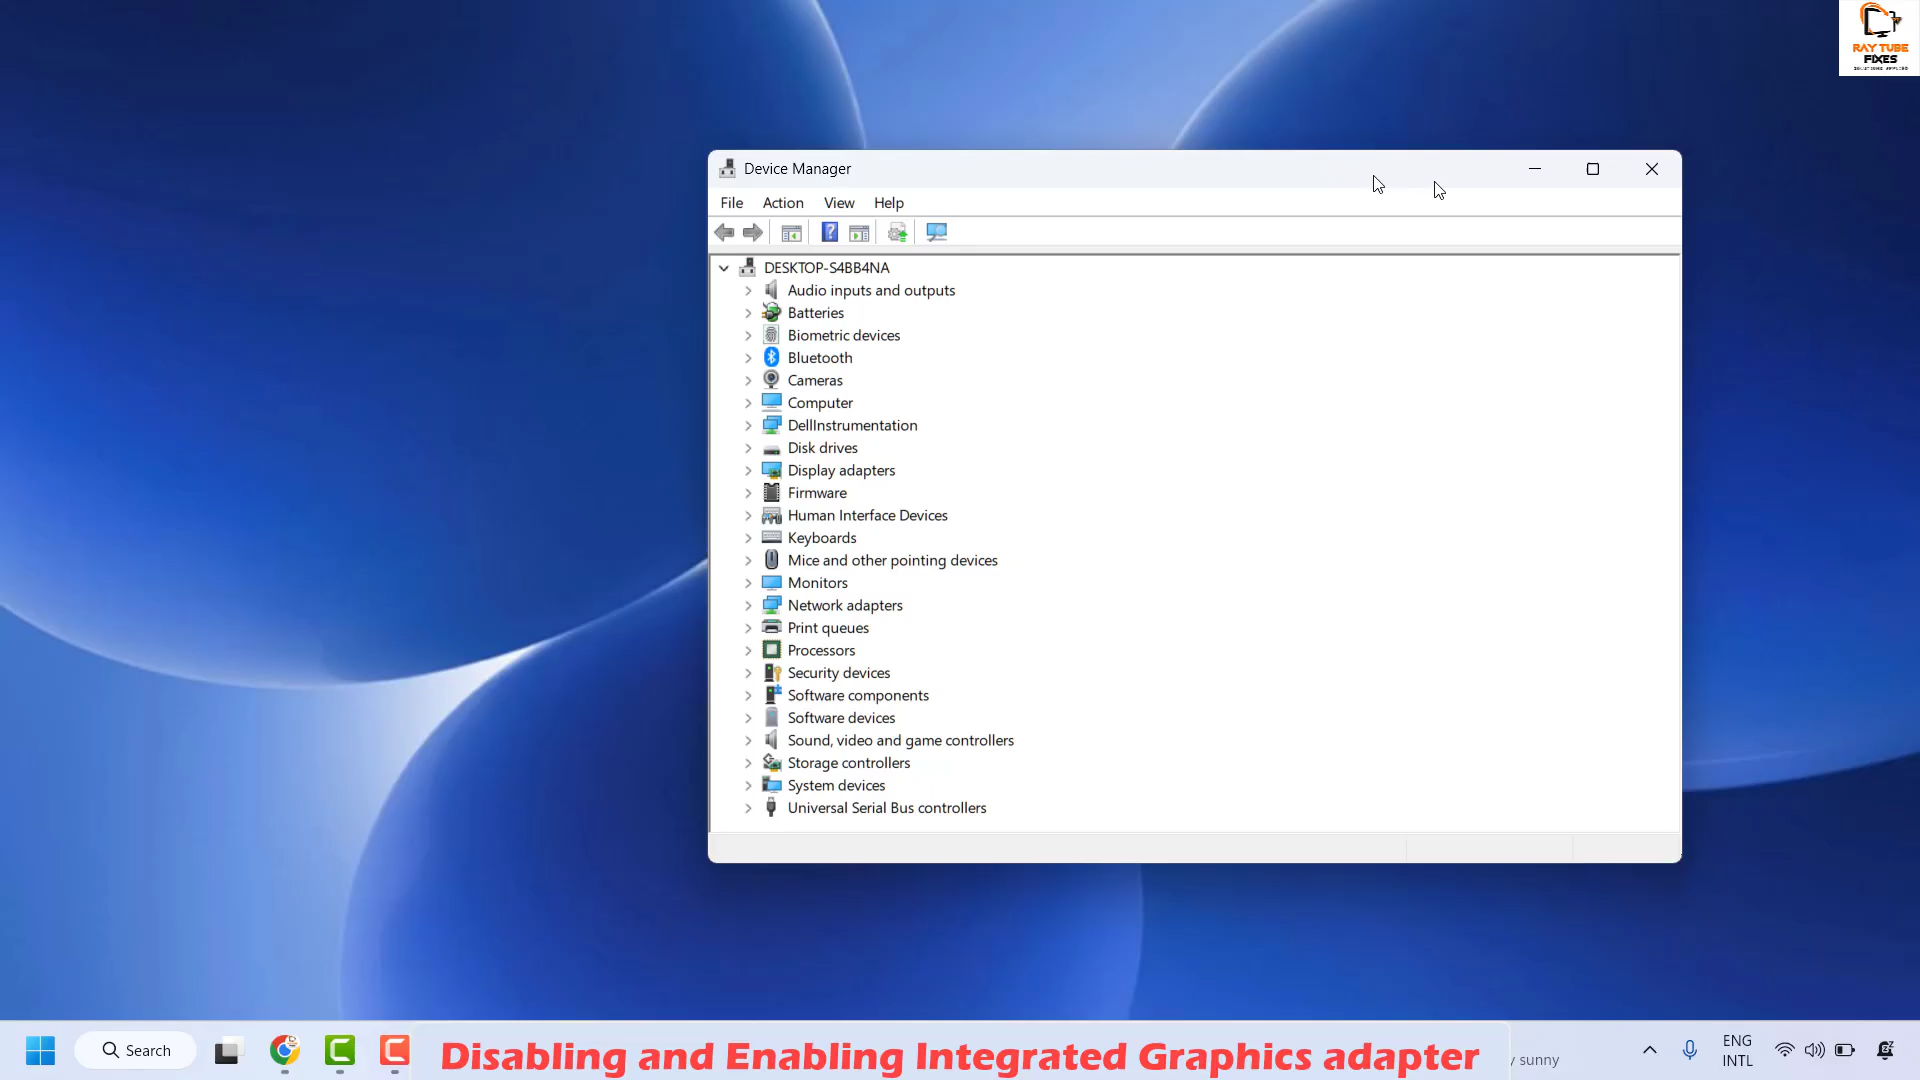 RAY TUBE
FIXES
Device Manager
File Action View Help
DESKTOP-S4BB4NA
Audio inputs and outputs
Batteries
Biometric devices
Bluetooth
Cameras
Computer
DellInstrumentation
Disk drives
Display adapters
Firmware
Human Interface Devices
Keyboards
Mice and other pointing devices
Monitors
Network adapters
Print queues
Processors
Security devices
Software components
Software devices
Sound, video and game controllers
Storage controllers
System devices
Universal Serial Bus controllers
Search
Disabling and Enabling Integrated Graphics adapter
sunny
ENG
INTL